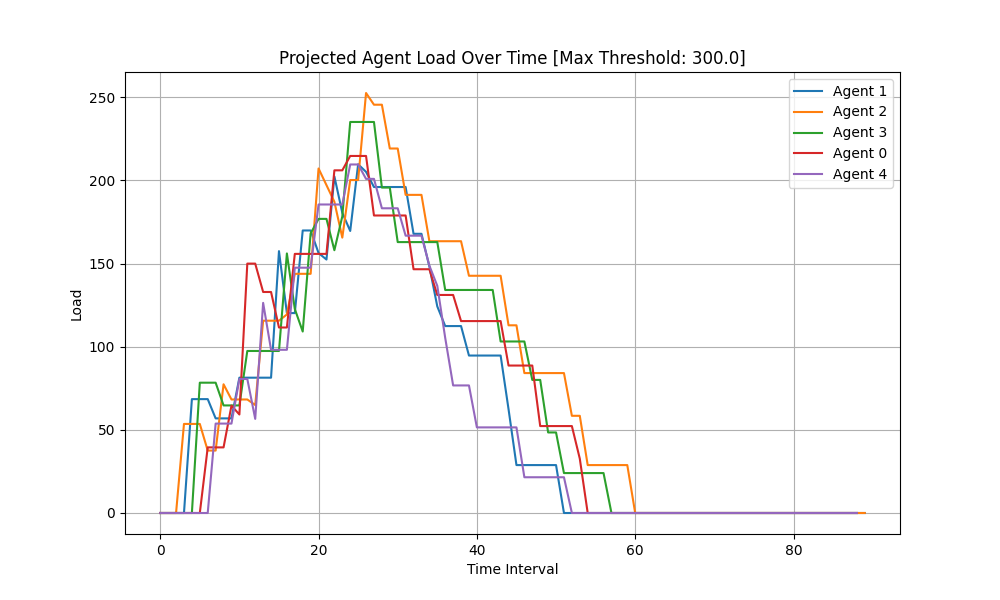 Projected Agent Load Over Time [Max Threshold: 300.0]
Load
250
200
150
100
50
0
0 20 40 60 80
Time Interval
Agent 1
Agent 2
Agent 3
Agent 0
Agent 4